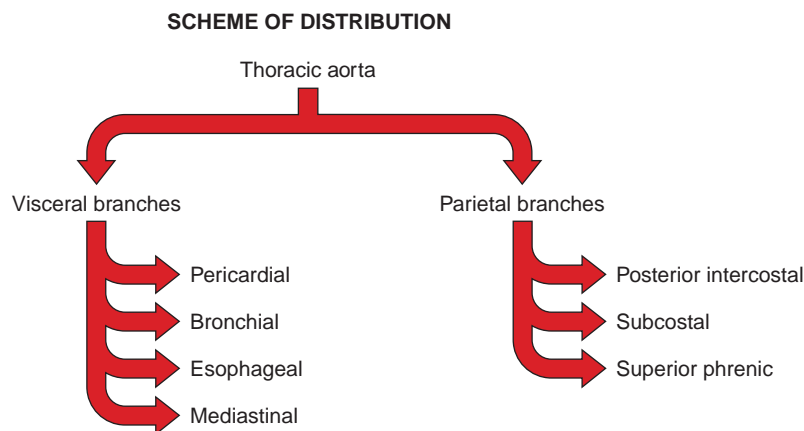 SCHEME OF DISTRIBUTION
Thoracic aorta
Visceral branches
Parietal branches
Pericardial
Bronchial
Esophageal
Mediastinal
Posterior intercostal
Subcostal
Superior phrenic